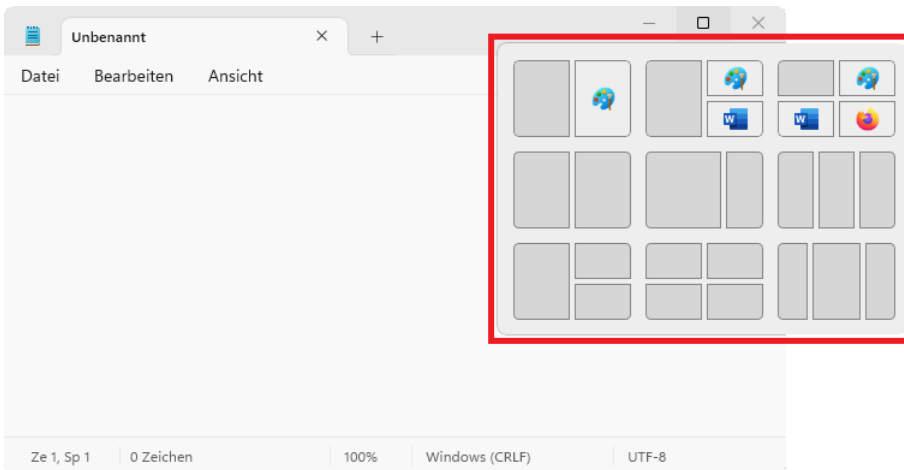 Unbenannt
Datei Bearbeiten Ansicht
W
W W
Ze 1, Sp 1 0 Zeichen 100% Windows (CRLF) UTF-8